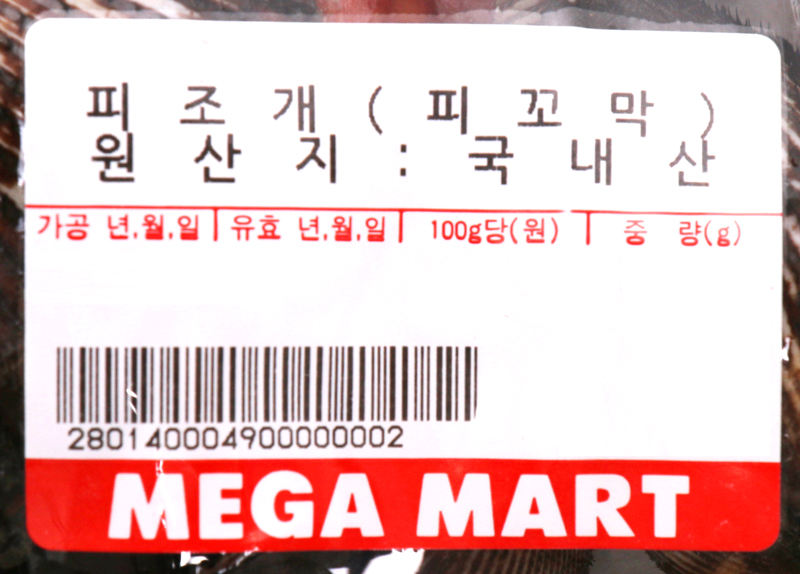 피 조 개 ( 피 꼬 막 )
원 산 지 : 국 내 산
가공 년,월,일 유효 년,월,일 100g당(원) 중 량(g)
280140004900000002
MEGA MART